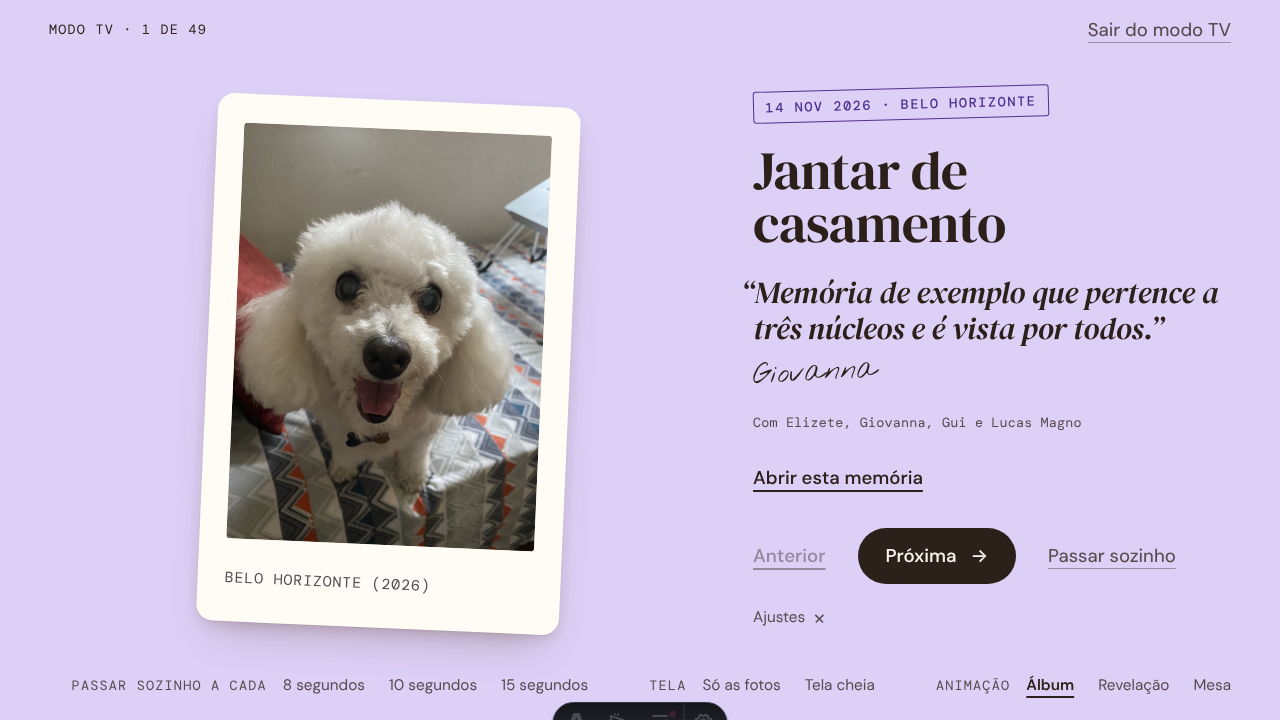 MODO TV · 1 DE 49
Sair do modo TV
14 NOV 2026 · BELO HORIZONTE
Jantar de
casamento
“Memória de exemplo que pertence a
três núcleos e é vista por todos.”
Giovanna
Com Elizete, Giovanna, Gui e Lucas Magno
Abrir esta memória
Anterior
Próxima →
Passar sozinho
Ajustes ×
BELO HORIZONTE (2026)
PASSAR SOZINHO A CADA 8 segundos 10 segundos 15 segundos
TELA Só as fotos Tela cheia
ANIMAÇÃO Álbum Revelação Mesa